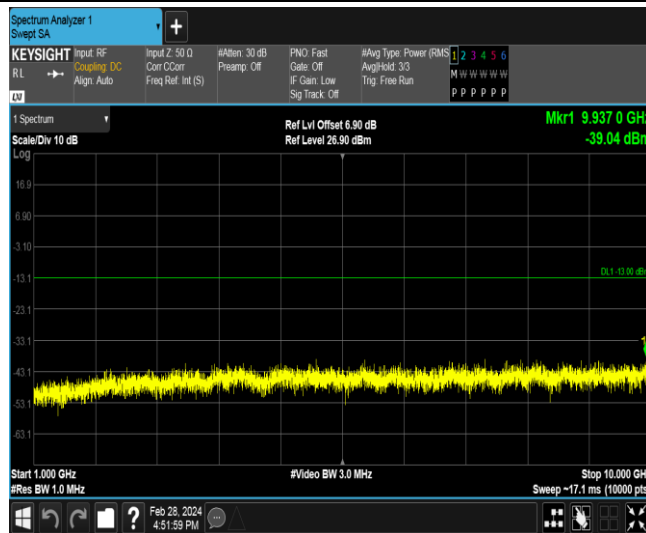 Spectrum Analyzer 1
Swept SA
+
KEYSIGHT Input: RF Input Z: 50 Ω #Atten: 30 dB PNO: Fast #Avg Type: Power (RMS 1 2 3 4 5 6
RL Coupling: DC Corr CCorr Preamp: Off Gate: Off Avg|Hold: 3/3 M W W W W W
Align: Auto Freq Ref: Int (S) IF Gain: Low Trig: Free Run
Sig Track: Off P P P P P P
LXI
1 Spectrum Ref Lvl Offset 6.90 dB Mkr1 9.937 0 GHz
Scale/Div 10 dB Ref Level 26.90 dBm -39.04 dBm
Log
16.9
6.90
-3.10
DL1 -13.00 dBm
-13.1
-23.1
-33.1
1
-43.1
-53.1
-63.1
Start 1.000 GHz #Video BW 3.0 MHz Stop 10.000 GHz
#Res BW 1.0 MHz Sweep ~17.1 ms (10000 pts
? Feb 28, 2024
4:51:59 PM